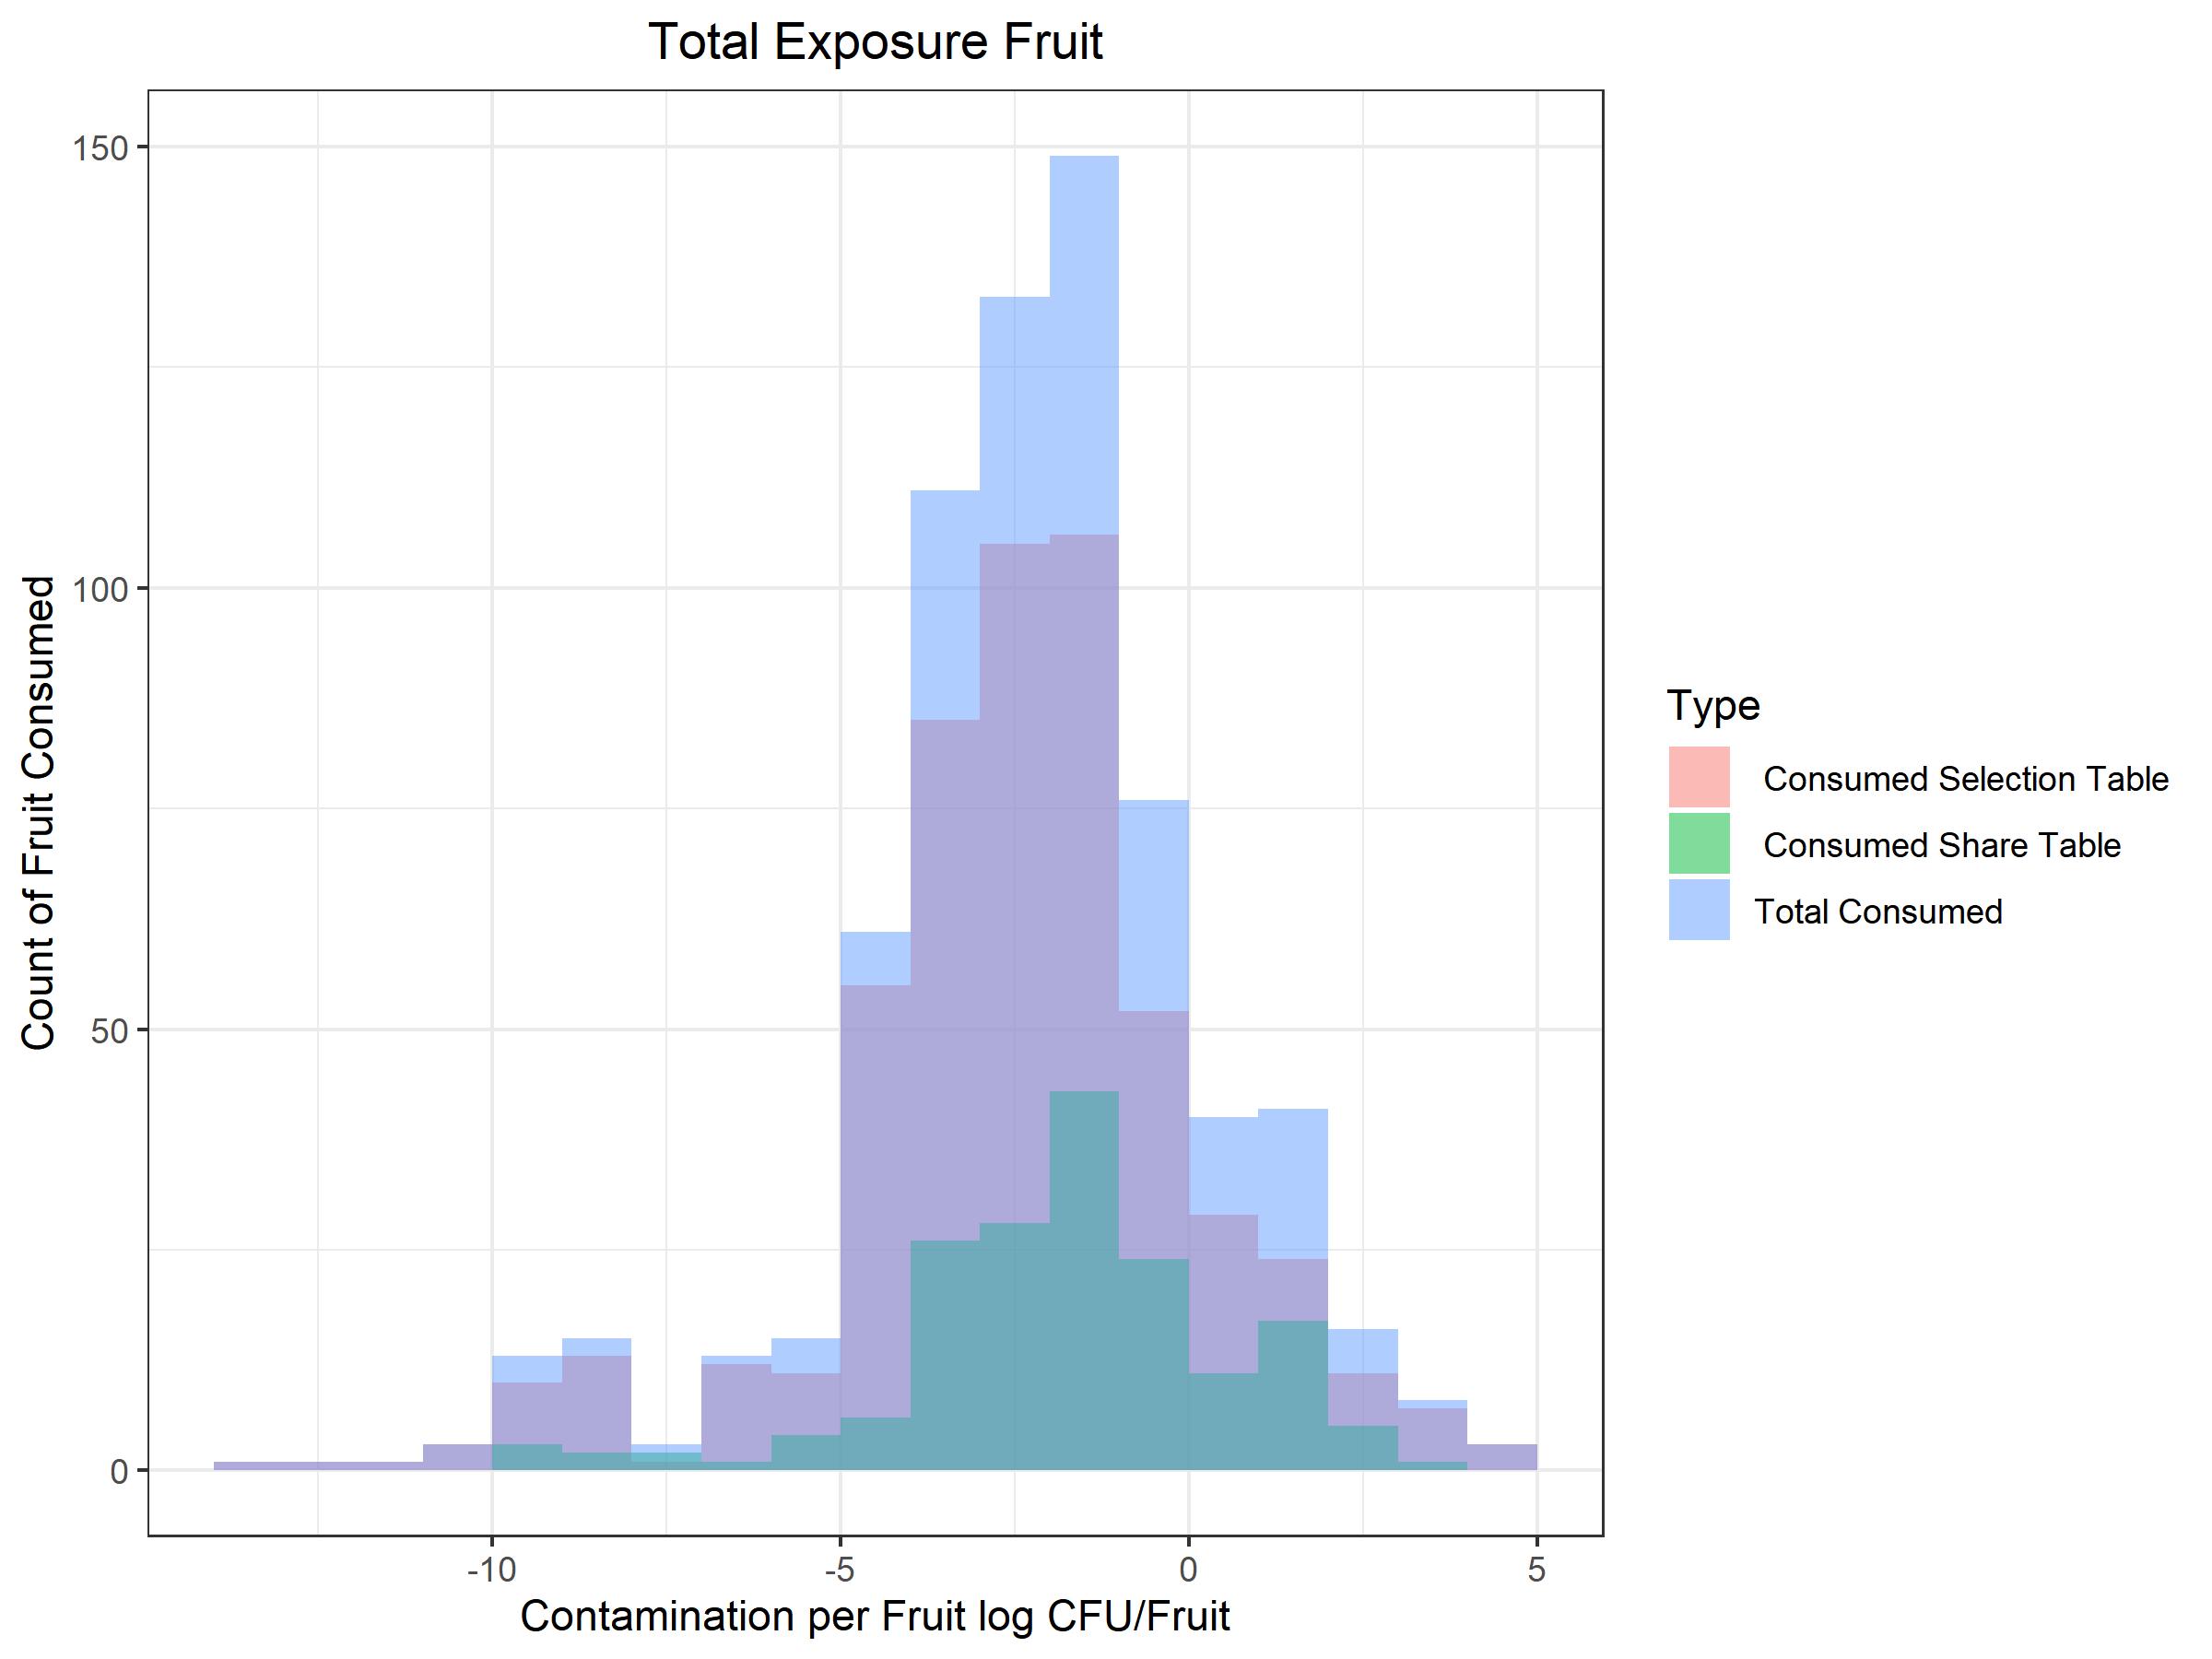 Total Exposure Fruit
150
100
50
0
Count of Fruit Consumed
-10
-5
0
5
Contamination per Fruit log CFU/Fruit
Type
Consumed Selection Table
Consumed Share Table
Total Consumed